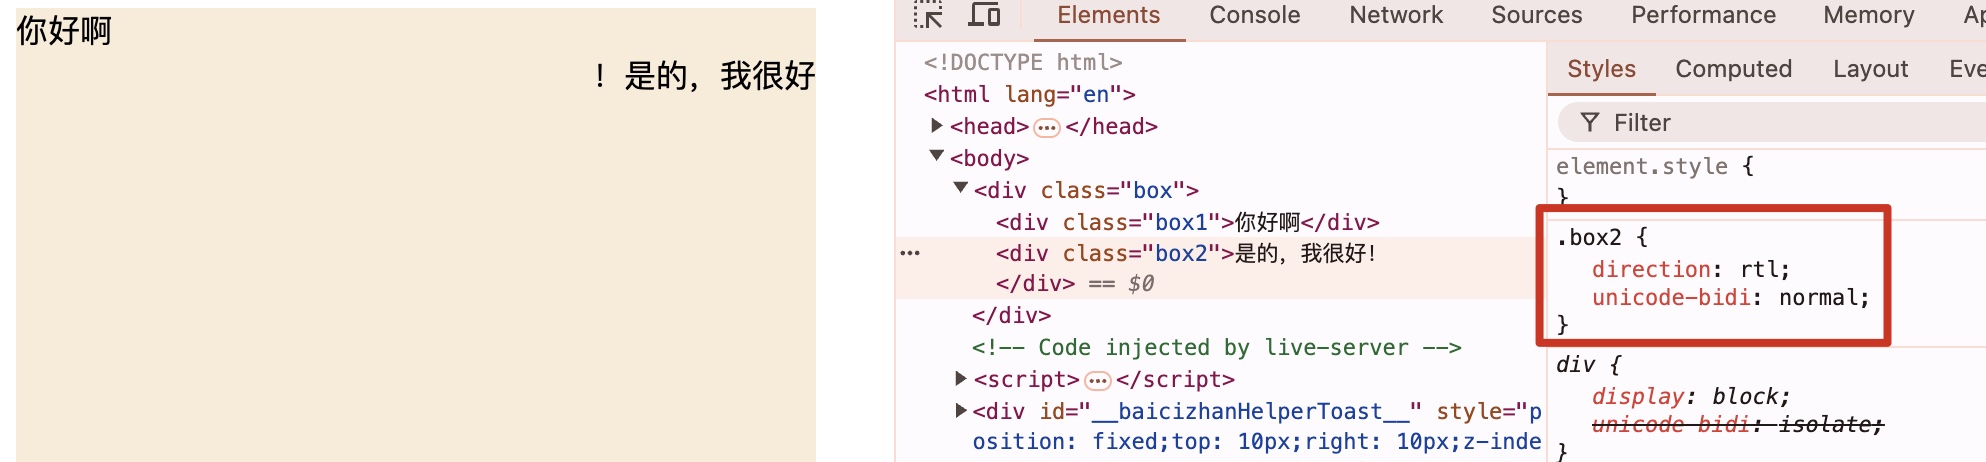 你好啊
！是的，我很好
Elements Console Network Sources Performance Memory
<!DOCTYPE html>
<html lang="en">
<head> ••• </head>
<body>
<div class="box">
<div class="box1">你好啊</div>
<div class="box2">是的，我很好！
</div> == $0
</div>
<!-- Code injected by live-server -->
<script> ••• </script>
<div id="__baicizhanHelperToast__" style="p
osition: fixed;top: 10px;right: 10px;z-inde
Styles Computed Layout Eve
Filter
element.style {
}
.box2 {
direction: rtl;
unicode-bidi: normal;
}
div {
display: block;
unicode-bidi: isolate;
}